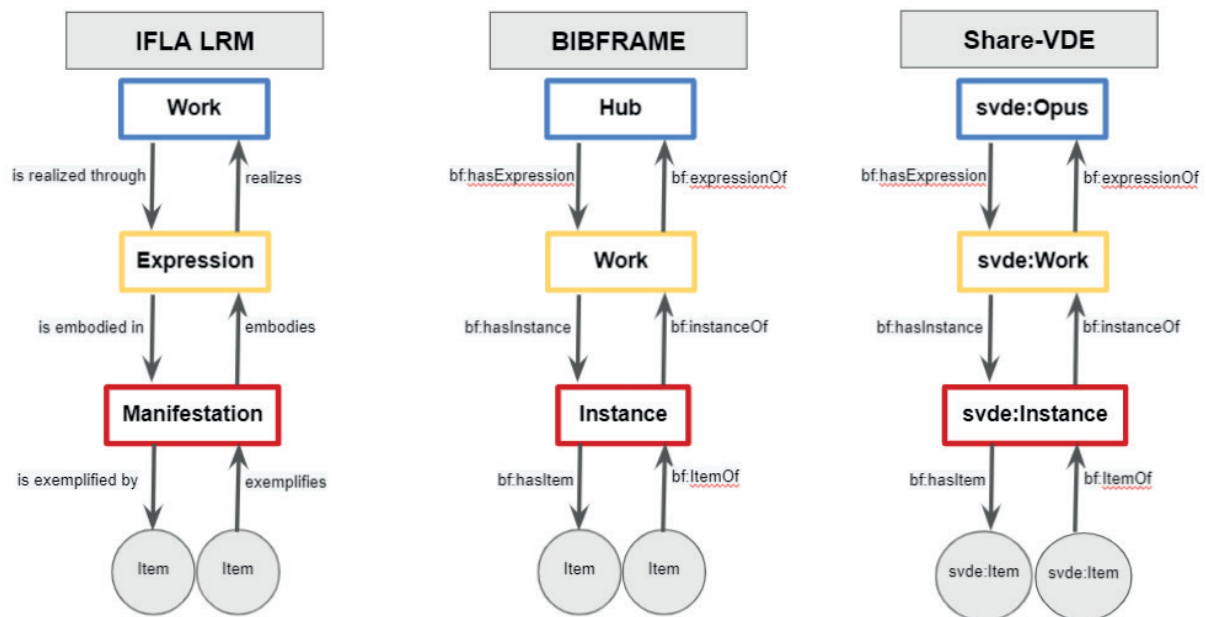 IFLA LRM
Work
is realized through
realizes
Expression
is embodied in
embodies
Manifestation
is exemplified by
exemplifies
Item
Item
BIBFRAME
Hub
bf:hasExpression
bf:expressionOf
Work
bf:hasInstance
bf:instanceOf
Instance
bf:hasItem
bf:ItemOf
Item
Item
Share-VDE
svde:Opus
bf:hasExpression
bf:expressionOf
svde:Work
bf:hasInstance
bf:instanceOf
svde:Instance
bf:hasItem
bf:ItemOf
svde:Item
svde:Item